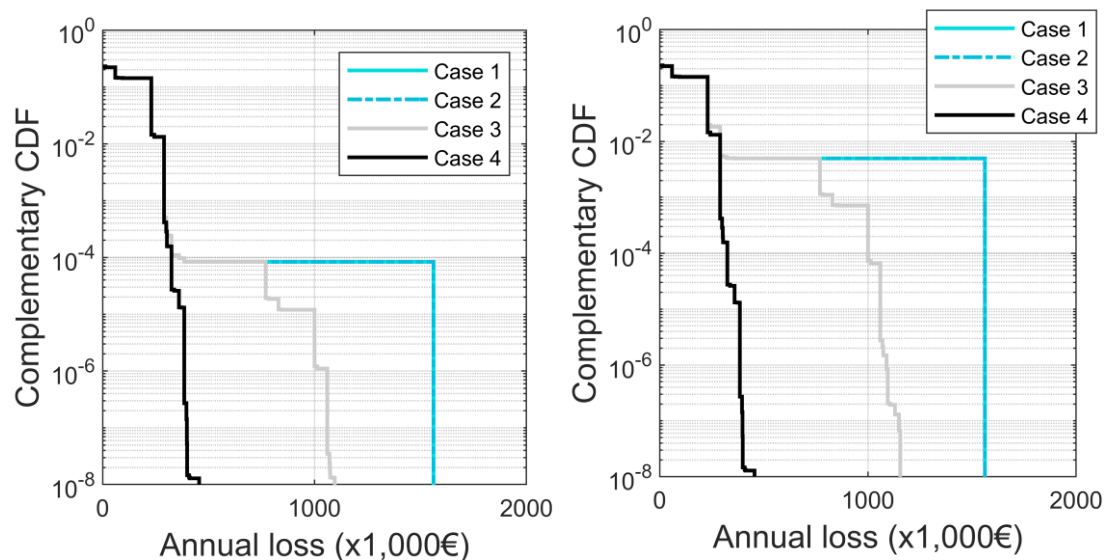 10^0
10^-2
10^-4
10^-6
10^-8
Complementary CDF
0
1000
2000
Annual loss (x1,000€)
Case 1
Case 2
Case 3
Case 4
10^0
10^-2
10^-4
10^-6
10^-8
Complementary CDF
0
1000
2000
Annual loss (x1,000€)
Case 1
Case 2
Case 3
Case 4